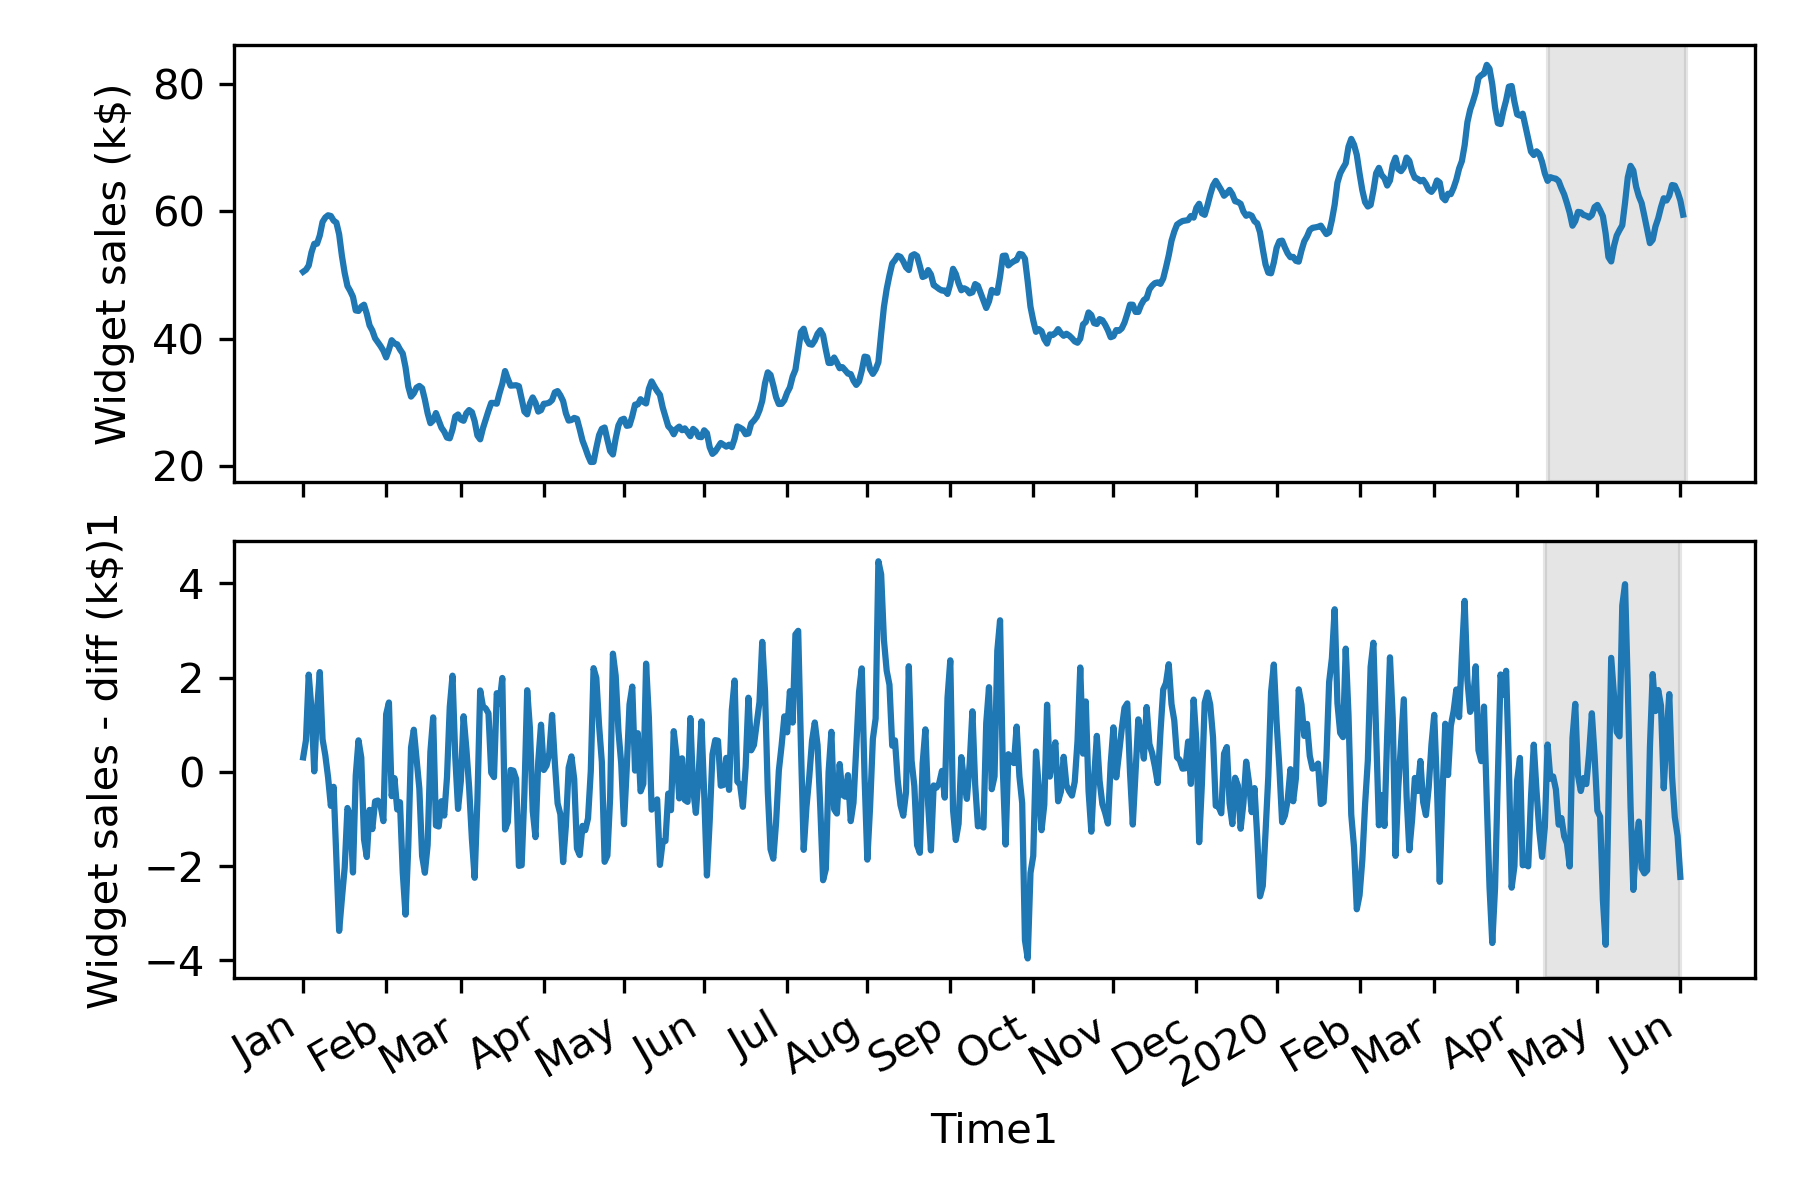 Widget sales (k$)
80
60
40
20
Widget sales - diff (k$)1
4
2
0
−2
−4
Jan
Feb
Mar
Apr
May
Jun
Jul
Aug
Sep
Oct
Nov
Dec
2020
Feb
Mar
Apr
May
Jun
Time1